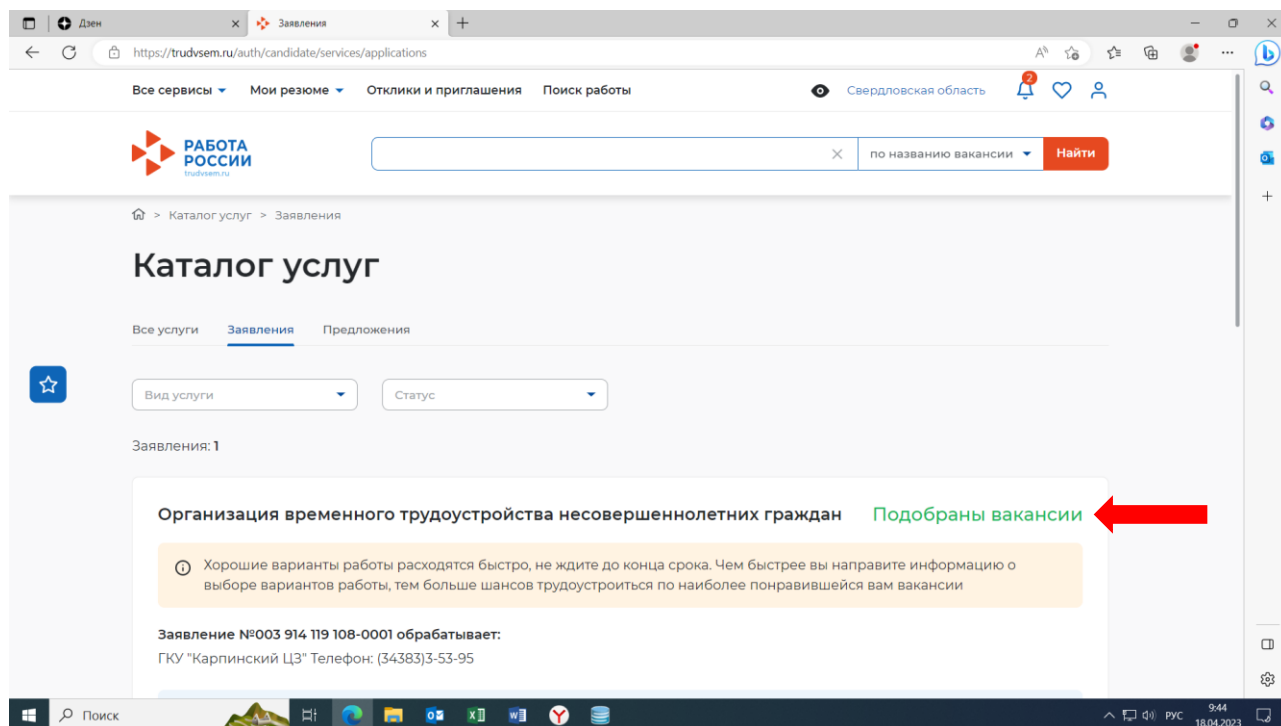 Дзен
Заявления
https://trudvsem.ru/auth/candidate/services/applications
Все сервисы
Мои резюме
Отклики и приглашения
Поиск работы
Свердловская область
2
РАБОТА
РОССИИ
trudvsem.ru
по названию вакансии
Найти
> Каталог услуг > Заявления
Каталог услуг
Все услуги
Заявления
Предложения
Вид услуги
Статус
Заявления: 1
Организация временного трудоустройства несовершеннолетних граждан
Подобраны вакансии
Хорошие варианты работы расходятся быстро, не ждите до конца срока. Чем быстрее вы направите информацию о
выборе вариантов работы, тем больше шансов трудоустроиться по наиболее понравившейся вам вакансии
Заявление №003 914 119 108-0001 обрабатывает:
ГКУ "Карпинский ЦЗ" Телефон: (34383)3-53-95
Поиск
РУС
9:44
18.04.2023